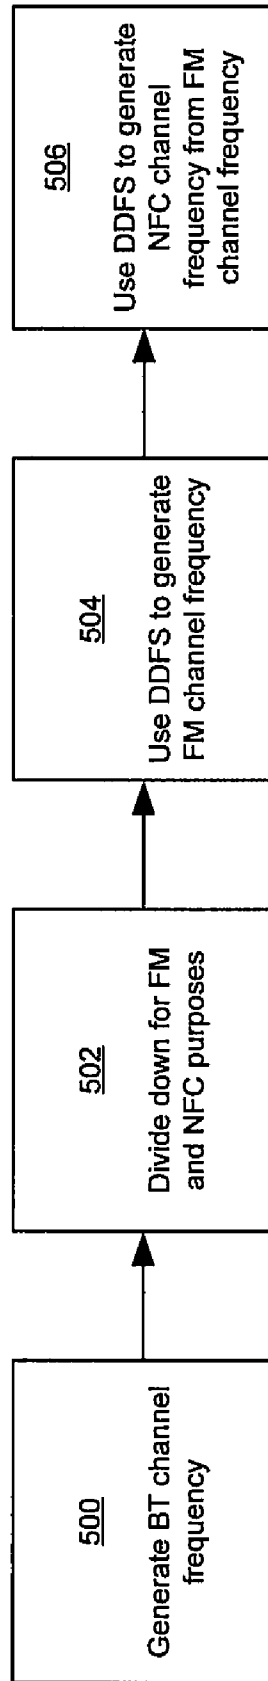 500
Generate BT channel
frequency
502
Divide down for FM
and NFC purposes
504
Use DDFS to generate
FM channel frequency
506
Use DDFS to generate
NFC channel
frequency from FM
channel frequency